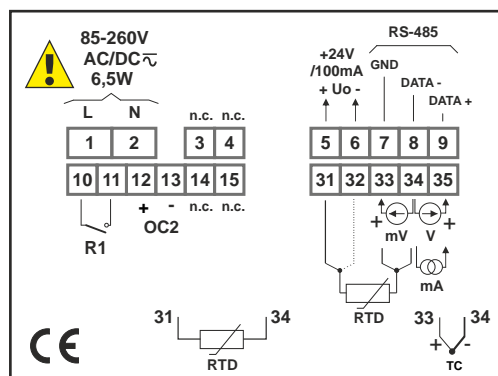 85-260V
AC/DC
6,5W
L N
n.c. n.c.
1 2 3 4
10 11 12 13 14 15
+ - n.c. n.c.
OC2
R1
RS-485
+24V
/100mA
+ Uo -
GND
DATA -
DATA +
5 6 7 8 9
31 32 33 34 35
+ +
mV V
mA
RTD
31 34
RTD
33 34
+ -
TC
CE